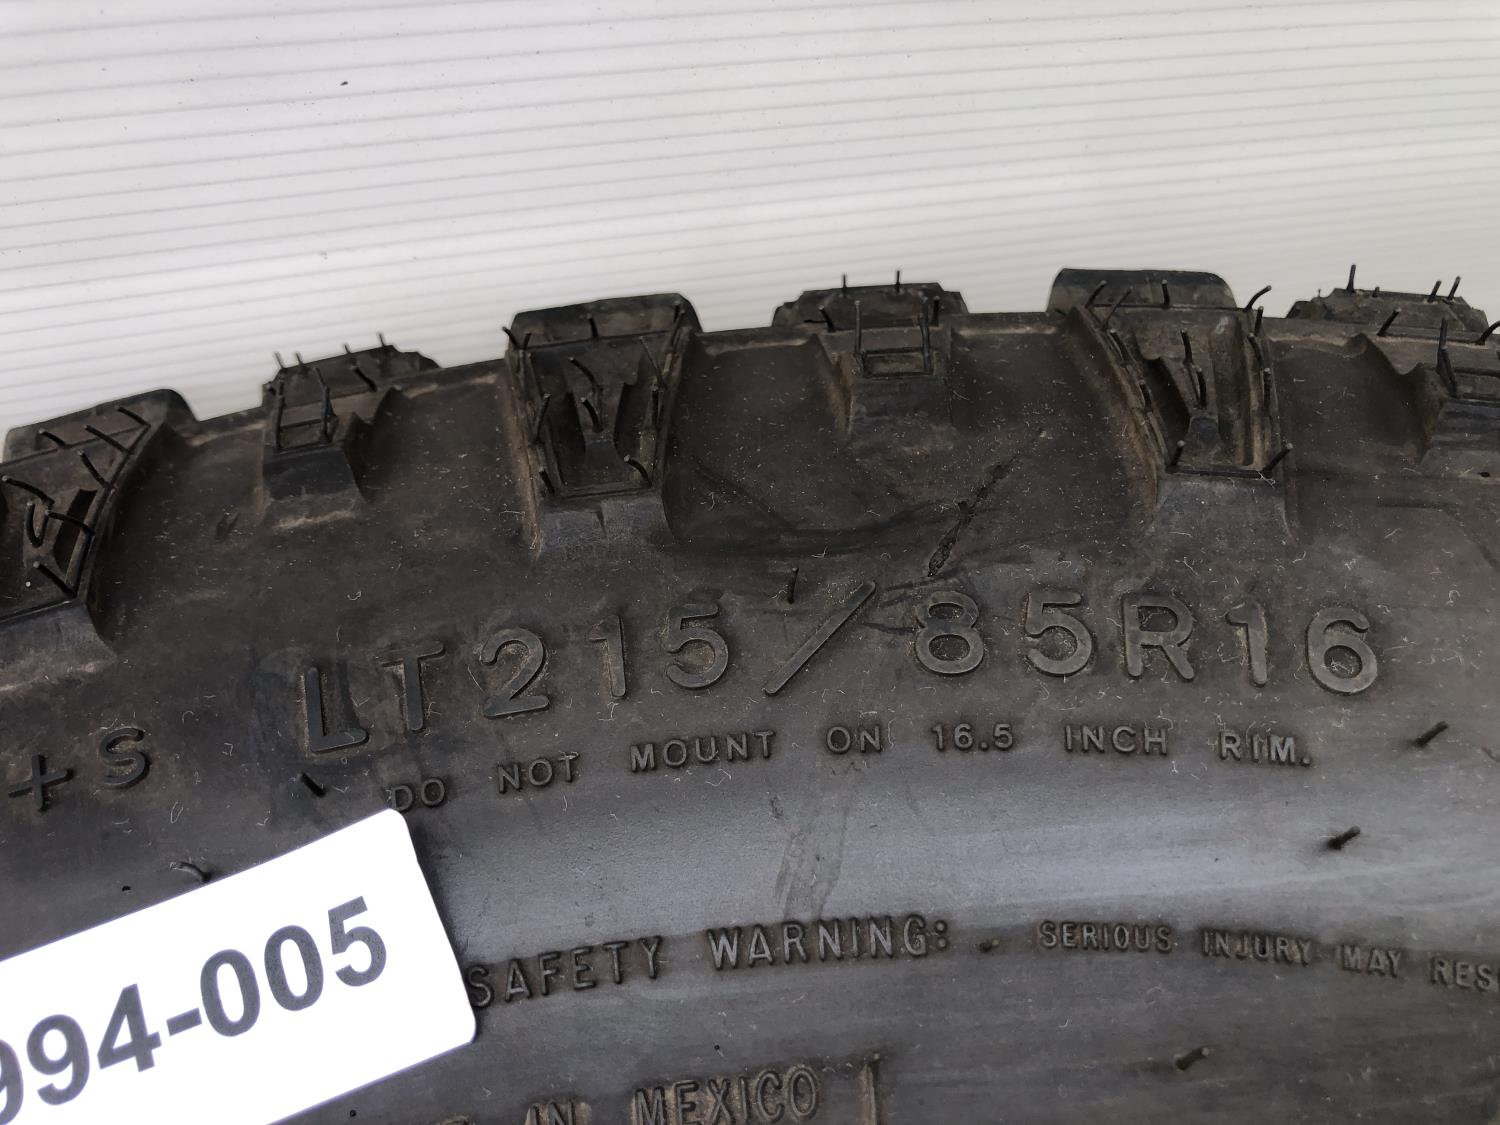 LT215/85R16
+S
DO NOT MOUNT ON 16.5 INCH RIM.
SAFETY WARNING: SERIOUS INJURY MAY RES
994-005
IN MEXICO